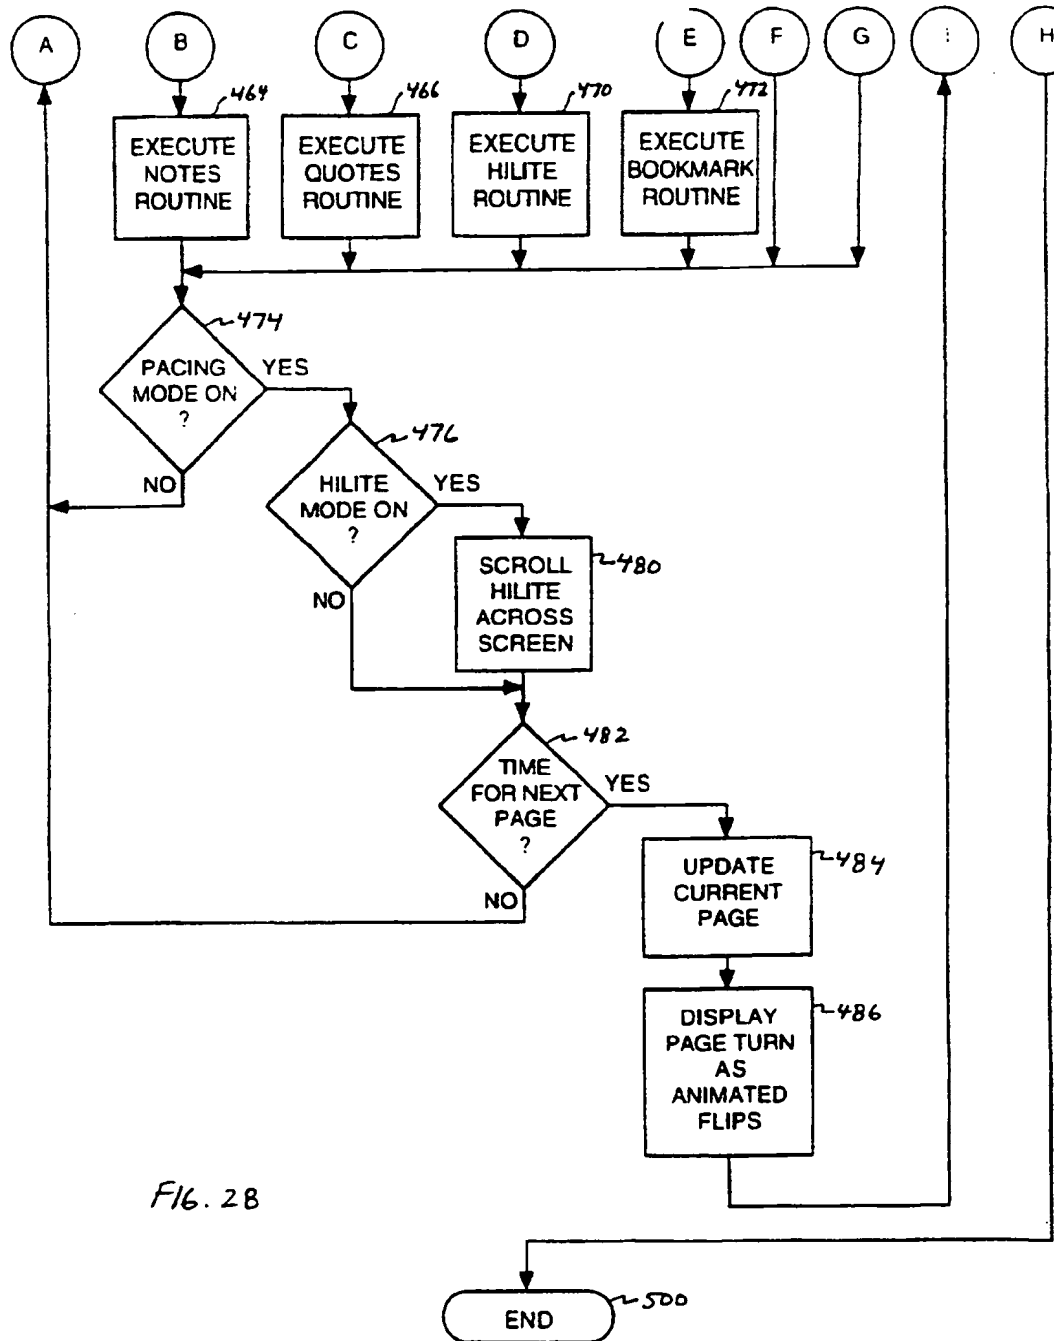 A
B
C
D
E
F
G
I
H
464
466
470
472
EXECUTE
NOTES
ROUTINE
EXECUTE
QUOTES
ROUTINE
EXECUTE
HILITE
ROUTINE
EXECUTE
BOOKMARK
ROUTINE
474
PACING
MODE ON
?
YES
NO
476
HILITE
MODE ON
?
YES
NO
480
SCROLL
HILITE
ACROSS
SCREEN
482
TIME
FOR NEXT
PAGE
?
YES
NO
484
UPDATE
CURRENT
PAGE
486
DISPLAY
PAGE TURN
AS
ANIMATED
FLIPS
FIG. 2B
500
END